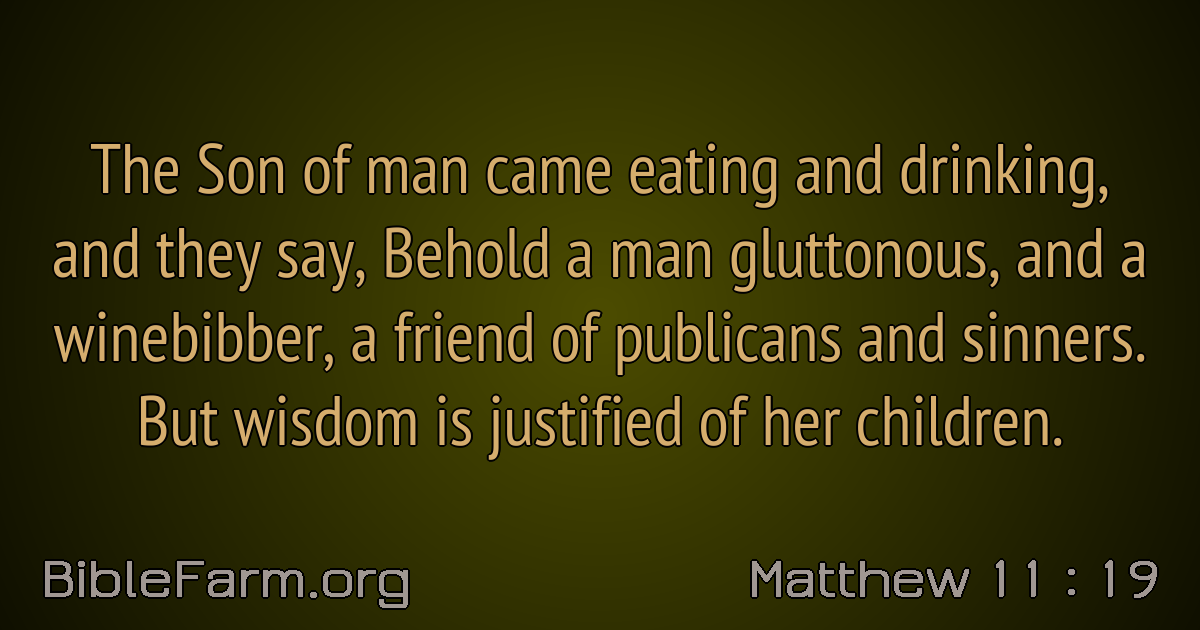 The Son of man came eating and drinking,
and they say, Behold a man gluttonous, and a
winebibber, a friend of publicans and sinners.
But wisdom is justified of her children.
BibleFarm.org
Matthew 11 : 19